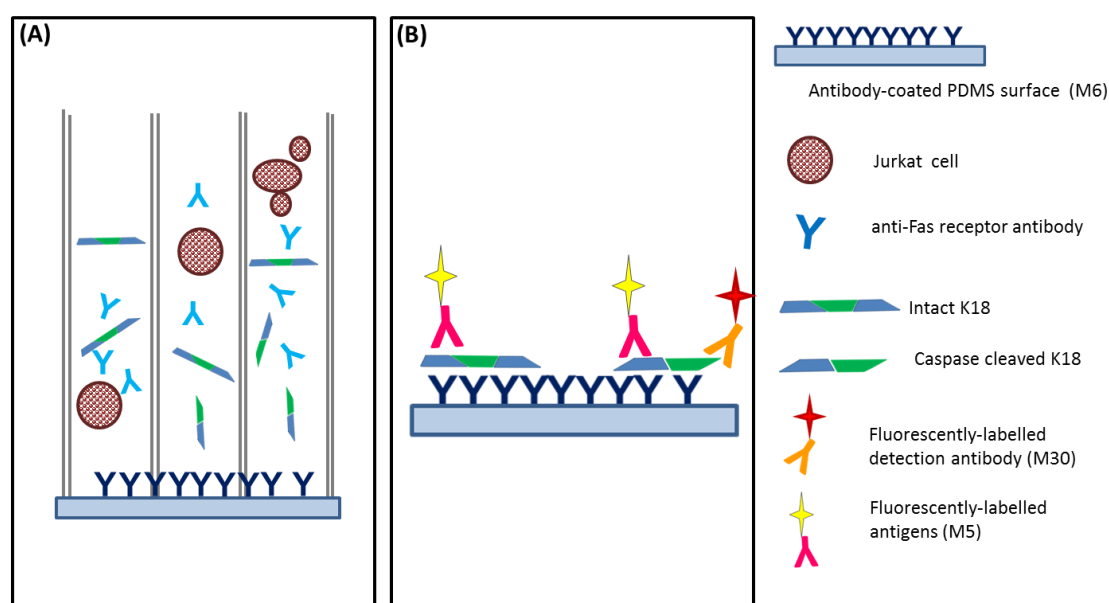 (A)
(B)
Antibody-coated PDMS surface (M6)
Jurkat cell
anti-Fas receptor antibody
Intact K18
Caspase cleaved K18
Fluorescently-labelled
detection antibody (M30)
Fluorescently-labelled
antigens (M5)